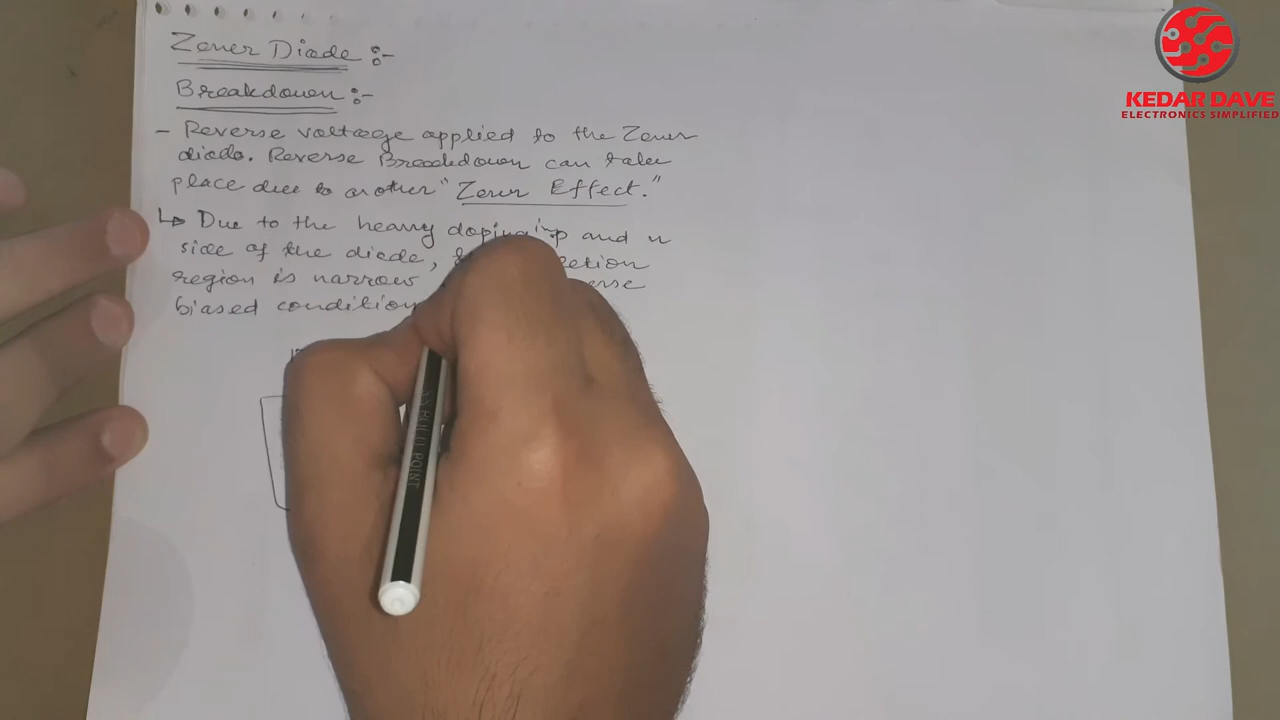 Zener Diode :-
Breakdown :-
- Reverse voltage applied to the Zener
diode. Reverse Breakdown can take
place due to another "Zener Effect."
↳ Due to the heavy doping in p and n
side of the diode,
region is narrow
biased condition
KEDAR DAVE
ELECTRONICS SIMPLIFIED